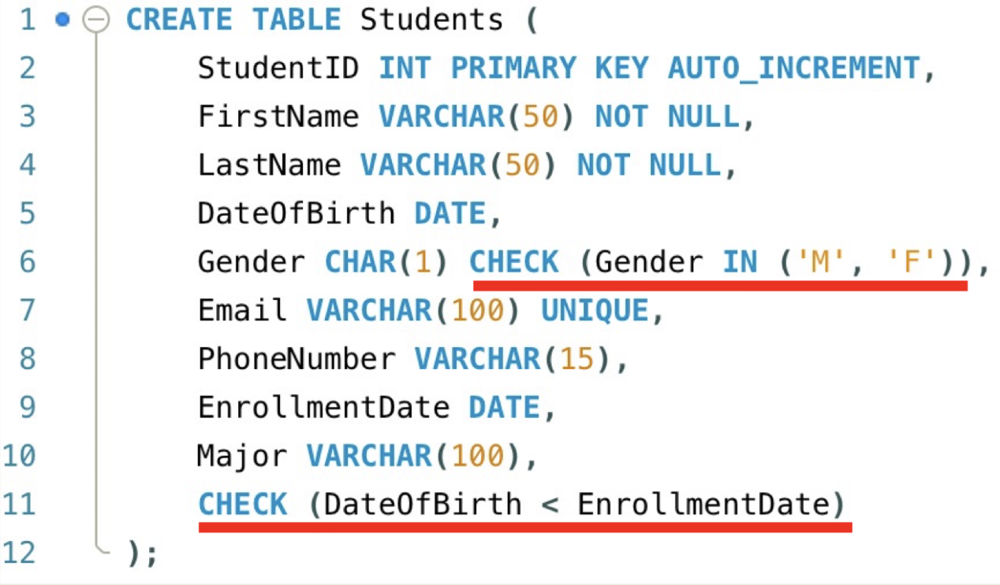 1 CREATE TABLE Students (
2 StudentID INT PRIMARY KEY AUTO_INCREMENT,
3 FirstName VARCHAR(50) NOT NULL,
4 LastName VARCHAR(50) NOT NULL,
5 DateOfBirth DATE,
6 Gender CHAR(1) CHECK (Gender IN ('M', 'F')),
7 Email VARCHAR(100) UNIQUE,
8 PhoneNumber VARCHAR(15),
9 EnrollmentDate DATE,
10 Major VARCHAR(100),
11 CHECK (DateOfBirth < EnrollmentDate)
12 );